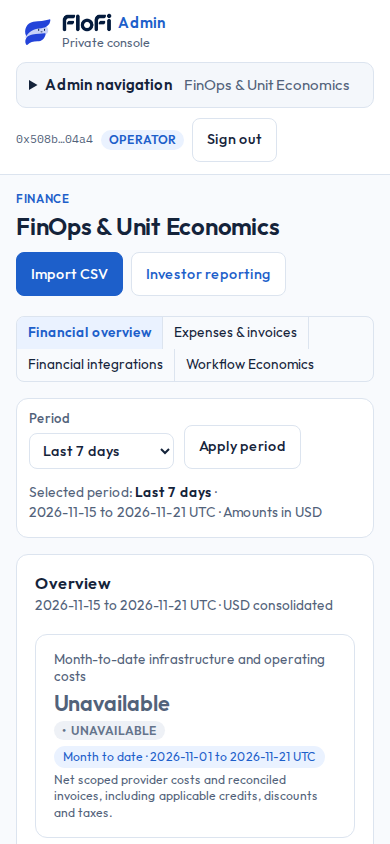 FloFi Admin
Private console
▶ Admin navigation FinOps & Unit Economics
0x508b…04a4 OPERATOR Sign out
FINANCE
FinOps & Unit Economics
Import CSV Investor reporting
Financial overview Expenses & invoices
Financial integrations Workflow Economics
Period
Last 7 days Apply period
Selected period: Last 7 days ·
2026-11-15 to 2026-11-21 UTC · Amounts in USD
Overview
2026-11-15 to 2026-11-21 UTC · USD consolidated
Month-to-date infrastructure and operating
costs
Unavailable
• UNAVAILABLE
Month to date · 2026-11-01 to 2026-11-21 UTC
Net scoped provider costs and reconciled
invoices, including applicable credits, discounts
and taxes.